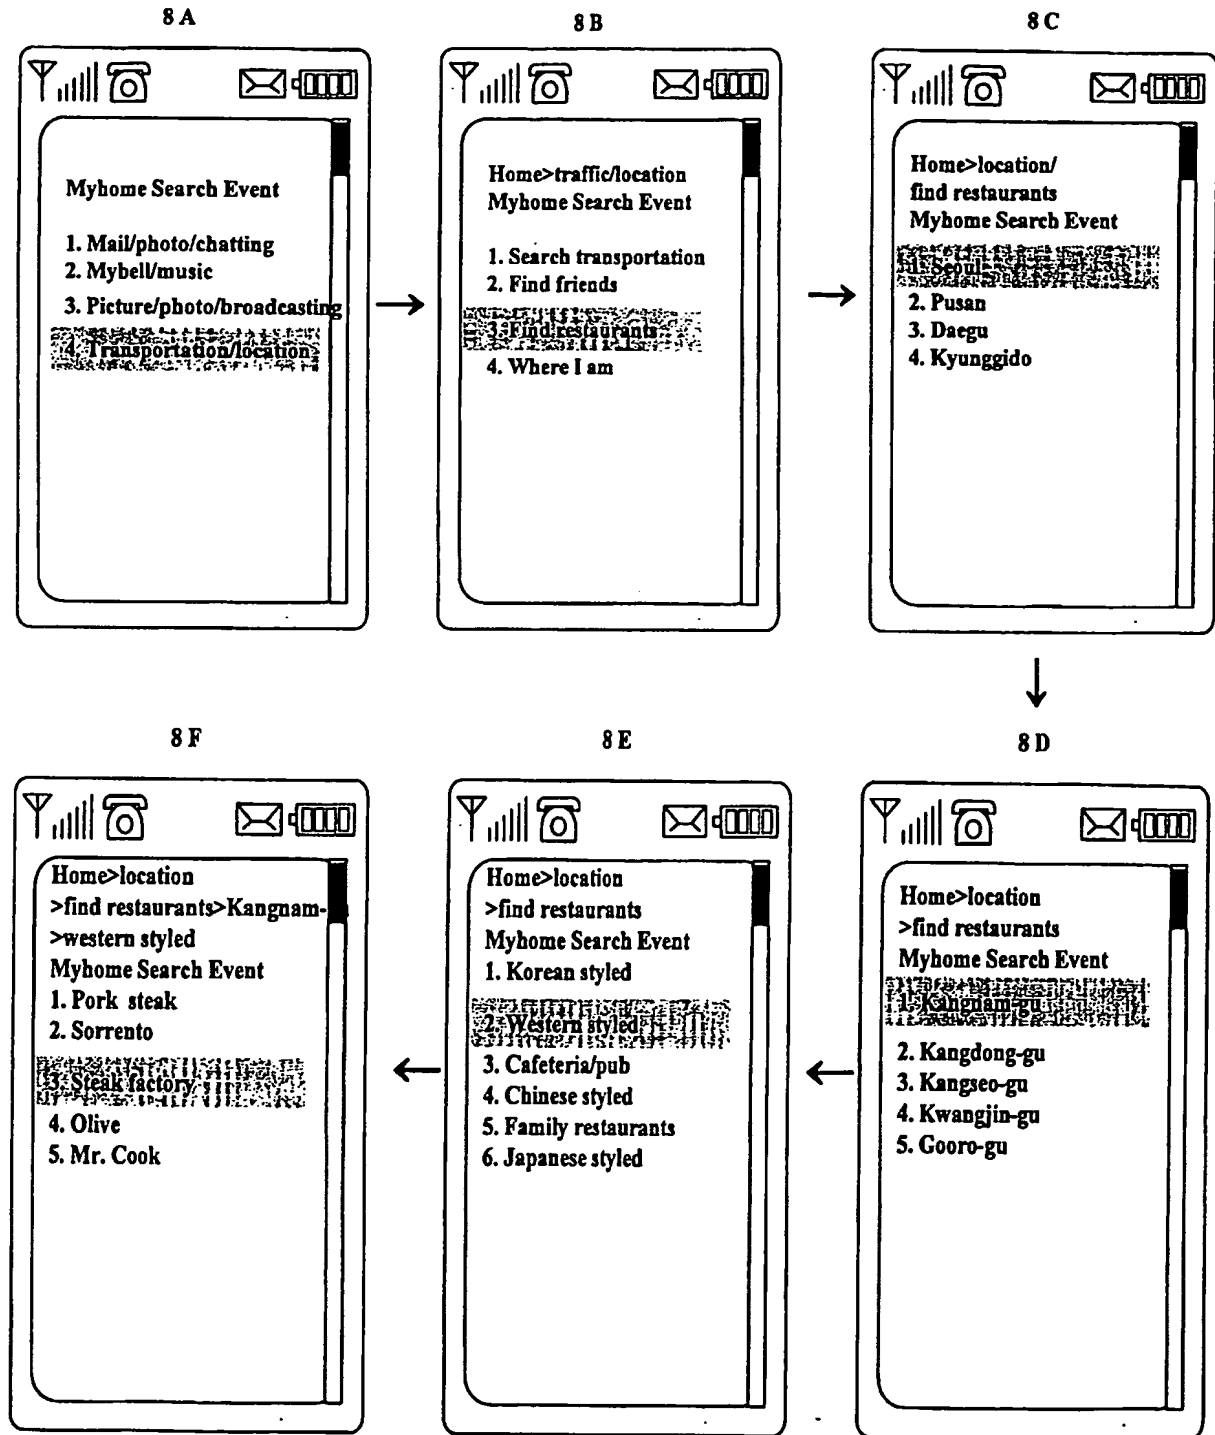 8A
Myhome Search Event
1. Mail/photo/chatting
2. Mybell/music
3. Picture/photo/broadcasting
4. Transportation/location
8B
Home>traffic/location
Myhome Search Event
1. Search transportation
2. Find friends
3. Find restaurants
4. Where I am
8C
Home>location/
find restaurants
Myhome Search Event
1. Seoul
2. Pusan
3. Daegu
4. Kyunggido
8D
Home>location
>find restaurants
Myhome Search Event
1. Kangnam-gu
2. Kangdong-gu
3. Kangseo-gu
4. Kwangjin-gu
5. Gooro-gu
8E
Home>location
>find restaurants
Myhome Search Event
1. Korean styled
2. Western styled
3. Cafeteria/pub
4. Chinese styled
5. Family restaurants
6. Japanese styled
8F
Home>location
>find restaurants>Kangnam-
>western styled
Myhome Search Event
1. Pork steak
2. Sorrento
3. Steak factory
4. Olive
5. Mr. Cook